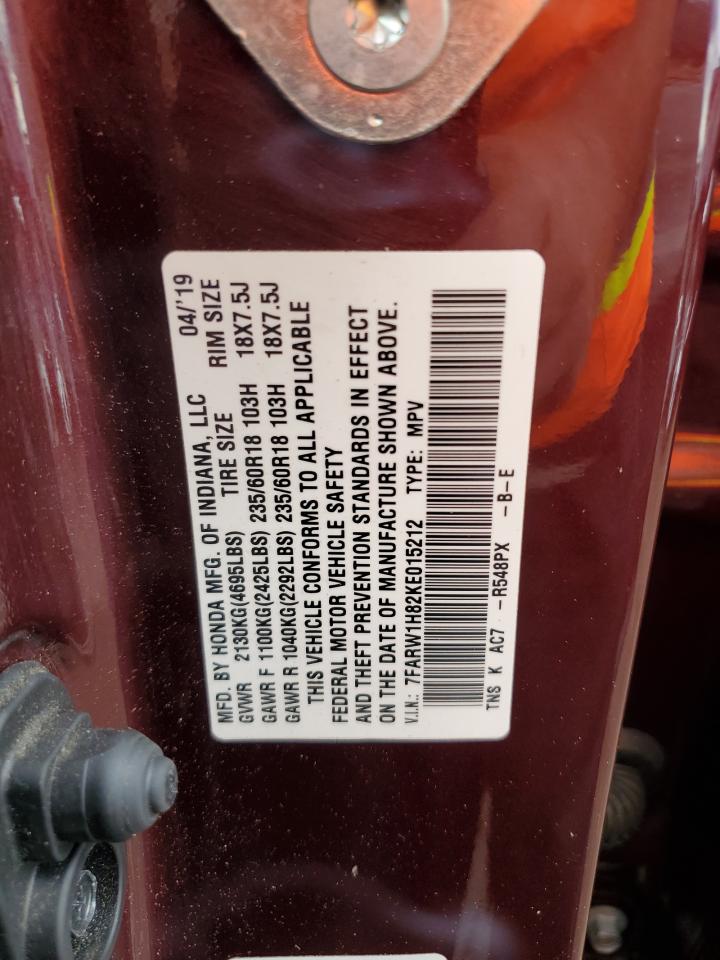 MFD. BY HONDA MFG. OF INDIANA, LLC 04/'19
GVWR 2130KG(4695LBS) TIRE SIZE RIM SIZE
GAWR F 1100KG(2425LBS) 235/60R18 103H 18X7.5J
GAWR R 1040KG(2292LBS) 235/60R18 103H 18X7.5J
THIS VEHICLE CONFORMS TO ALL APPLICABLE
FEDERAL MOTOR VEHICLE SAFETY
AND THEFT PREVENTION STANDARDS IN EFFECT
ON THE DATE OF MANUFACTURE SHOWN ABOVE.
V.I.N.: 7FARW1H82KE015212 TYPE: MPV
TNS K AC7 -R548PX -B-E